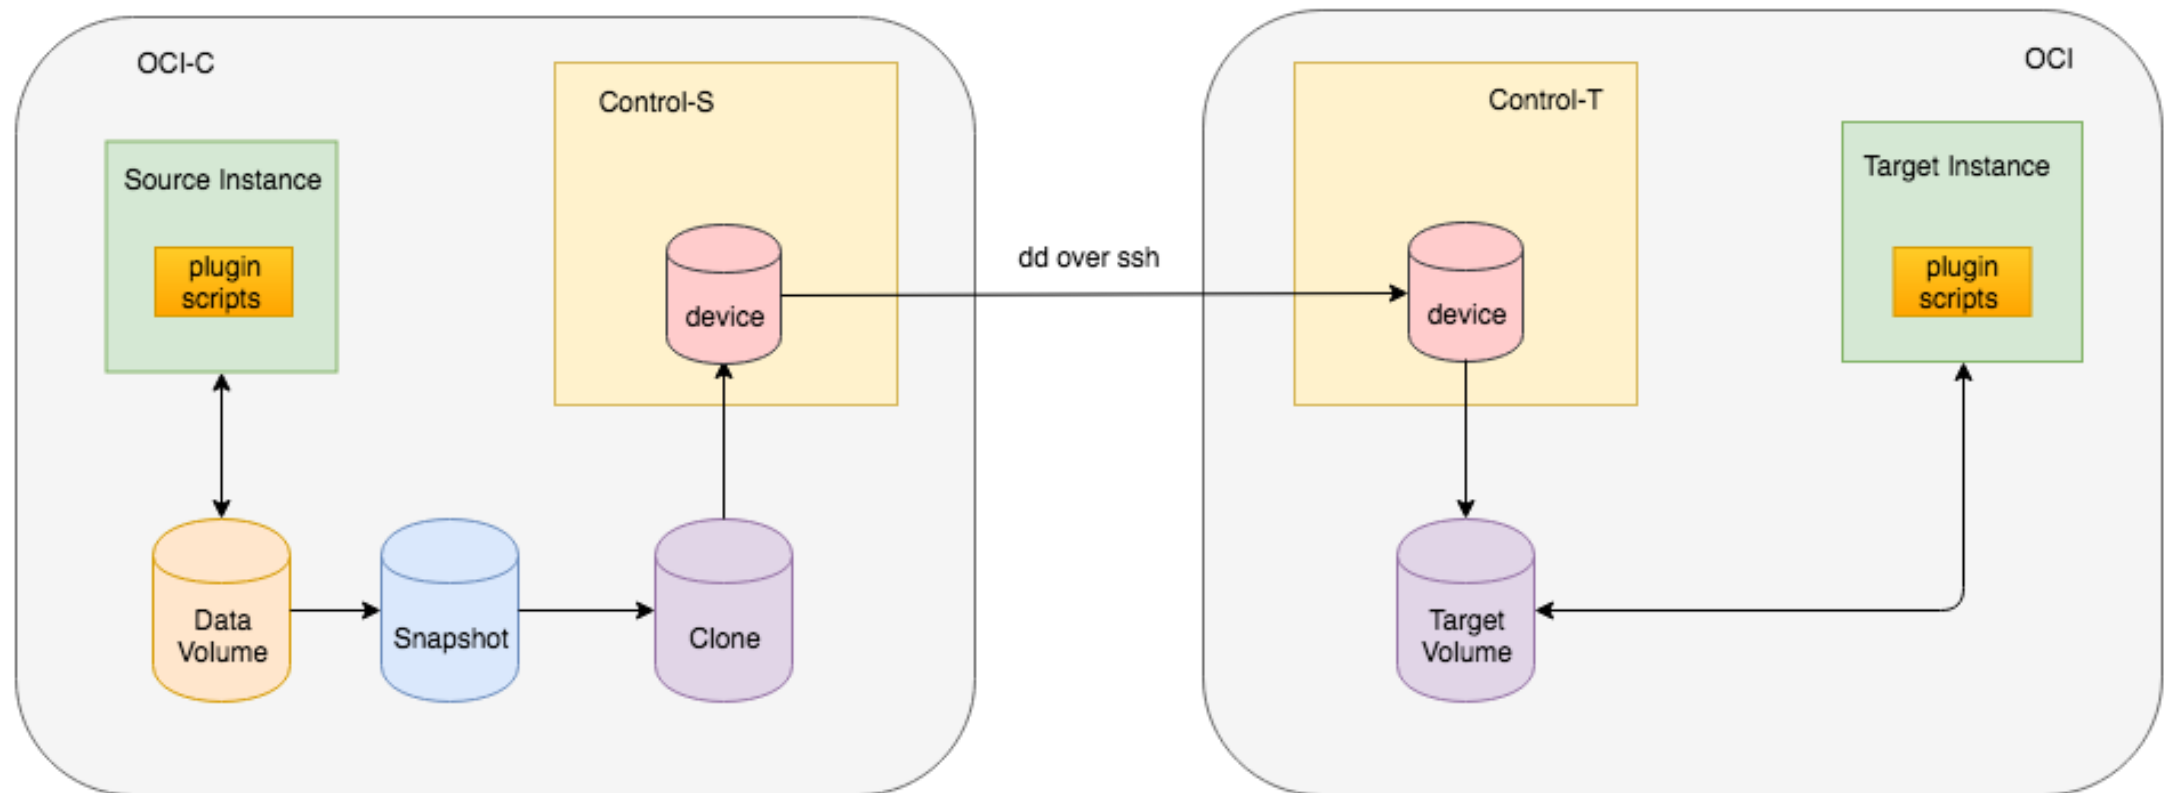 OCI-C
Control-S
Source Instance
plugin
scripts
device
Data
Volume
Snapshot
Clone
dd over ssh
OCI
Control-T
Target Instance
plugin
scripts
device
Target
Volume